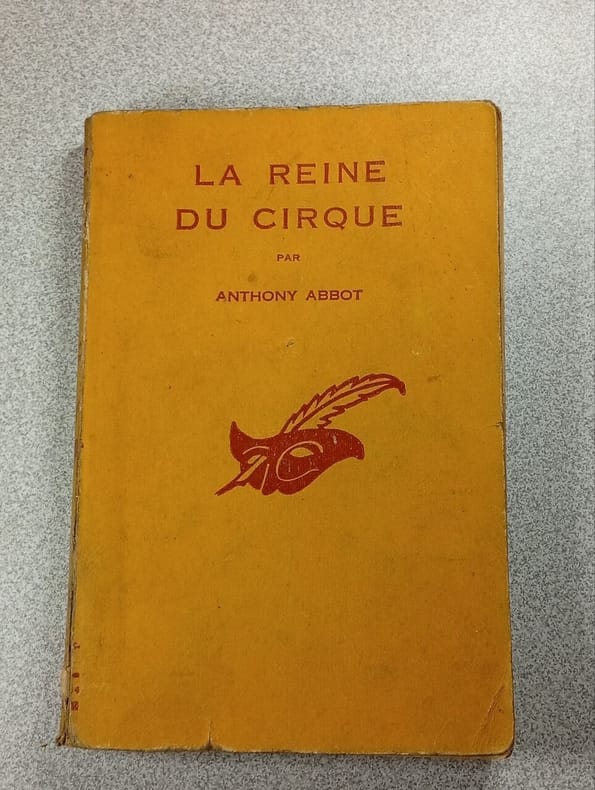 LA REINE
DU CIRQUE
PAR
ANTHONY ABBOT